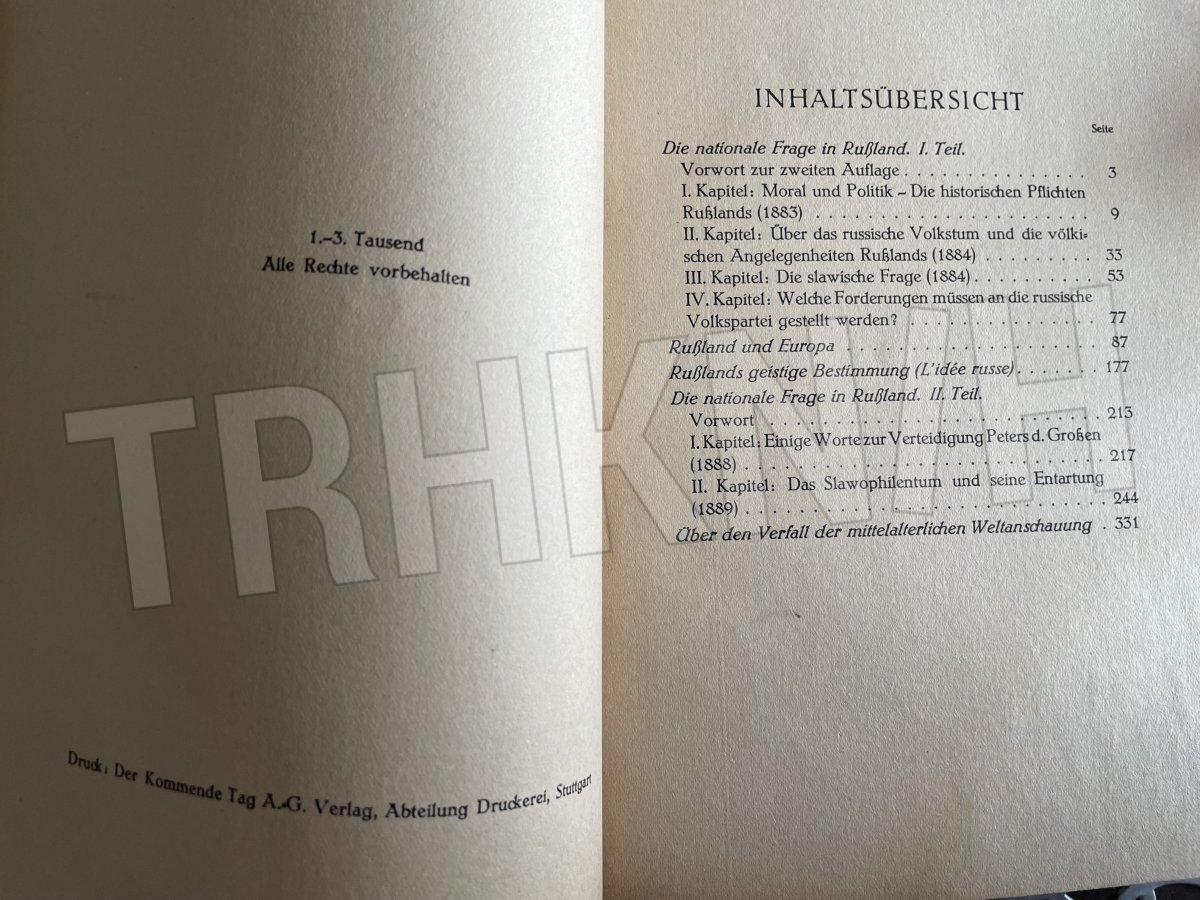 1.–3. Tausend
Alle Rechte vorbehalten
Druck: Der Kommende Tag A.=G. Verlag, Abteilung Druckerei, Stuttgart
INHALTSÜBERSICHT
Seite
Die nationale Frage in Rußland. I. Teil.
Vorwort zur zweiten Auflage . . . . . . . . . . . . . . . 3
I. Kapitel: Moral und Politik – Die historischen Pflichten
Rußlands (1883) . . . . . . . . . . . . . . . . . . . . . . 9
II. Kapitel: Über das russische Volkstum und die völki=
schen Angelegenheiten Rußlands (1884) . . . . . . . . . 33
III. Kapitel: Die slawische Frage (1884) . . . . . . . . . . 53
IV. Kapitel: Welche Forderungen müssen an die russische
Volkspartei gestellt werden? . . . . . . . . . . . . . . . 77
Rußland und Europa . . . . . . . . . . . . . . . . . . . . 87
Rußlands geistige Bestimmung (L'idée russe) . . . . . . . 177
Die nationale Frage in Rußland. II. Teil.
Vorwort . . . . . . . . . . . . . . . . . . . . . . . . . . 213
I. Kapitel: Einige Worte zur Verteidigung Peters d. Großen
(1888) . . . . . . . . . . . . . . . . . . . . . . . . . . . 217
II. Kapitel: Das Slawophilentum und seine Entartung
(1889) . . . . . . . . . . . . . . . . . . . . . . . . . . . 244
Über den Verfall der mittelalterlichen Weltanschauung . 331